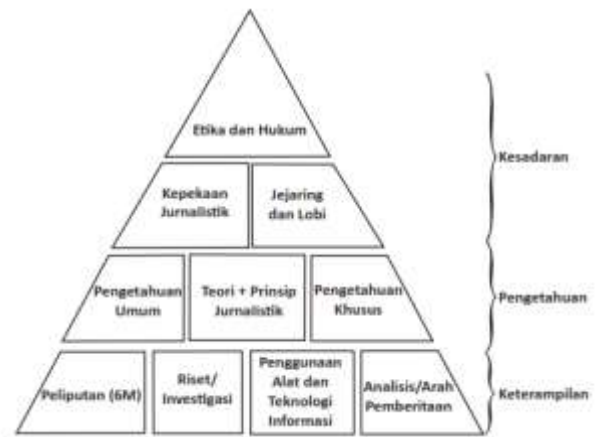 Etika dan Hukum
Kesadaran
Kepekaan
Jurnalistik
Jejaring
dan Lobi
Pengetahuan
Umum
Teori + Prinsip
Jurnalistik
Pengetahuan
Khusus
Pengetahuan
Peliputan (6M)
Riset/
Investigasi
Penggunaan
Alat dan
Teknologi
Informasi
Analisis/Arah
Pemberitaan
Keterampilan